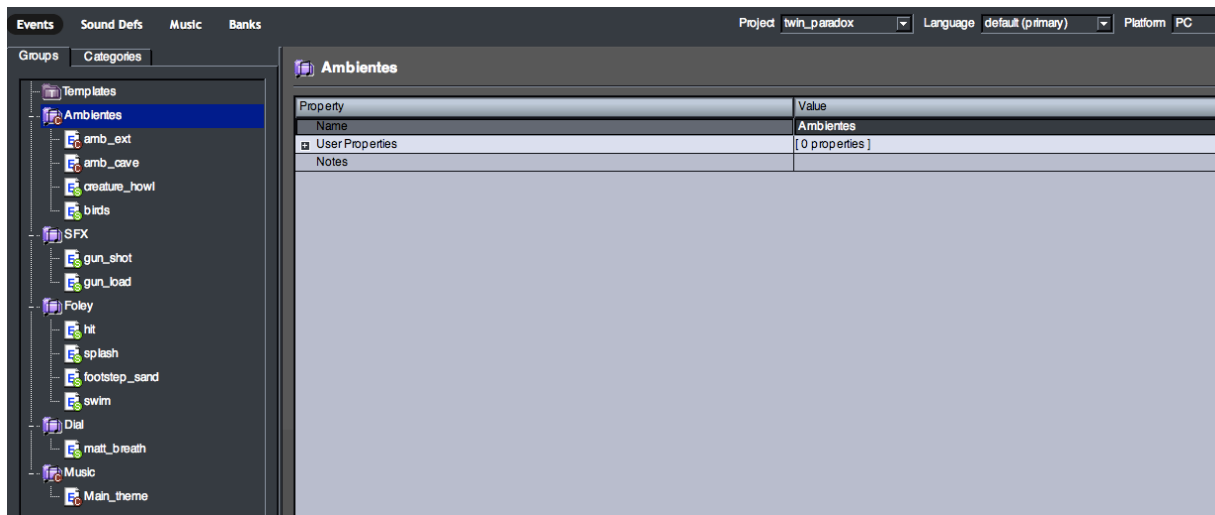 Events Sound Defs Music Banks Project twin_paradox Language default (primary) Platform PC
Groups Categories
Ambientes
Templates
Ambientes
amb_ext
amb_cave
creature_howl
birds
SFX
gun_shot
gun_load
Foley
hit
splash
footstep_sand
swim
Dial
matt_breath
Music
Main_theme
Property Value
Name Ambientes
User Properties [ 0 properties ]
Notes